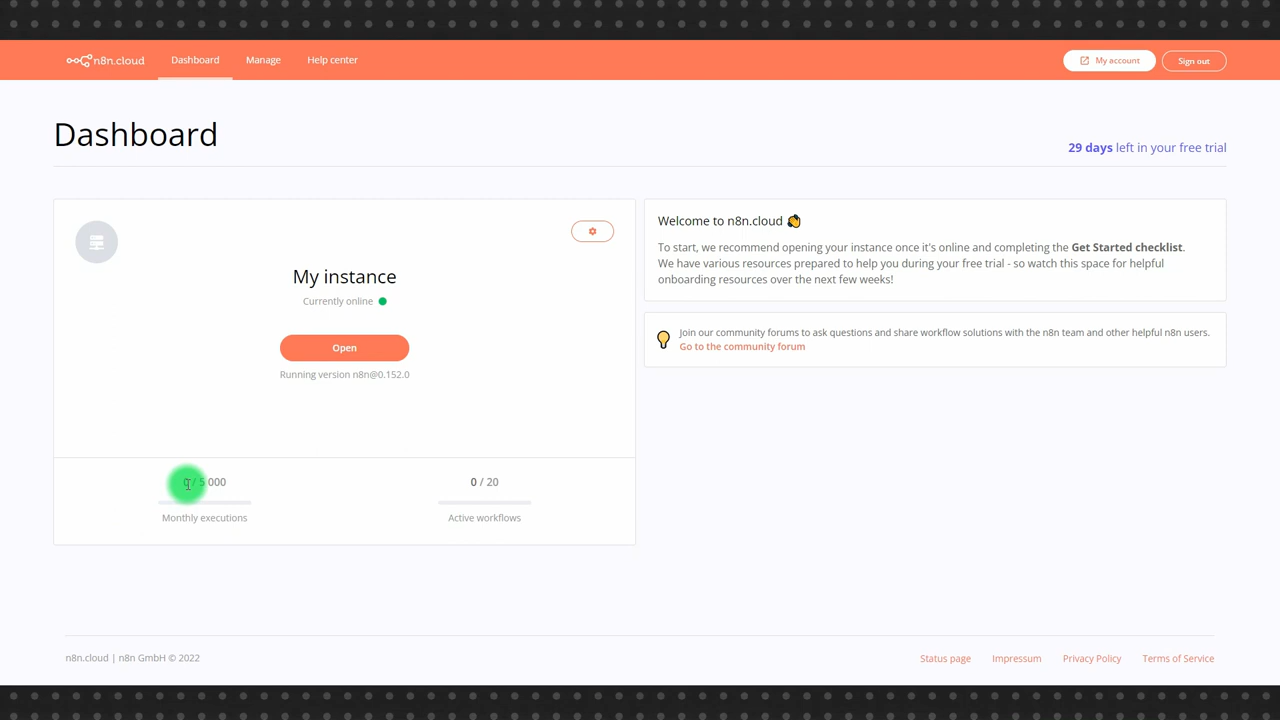 n8n.cloud
Dashboard
Manage
Help center
My account
Sign out
Dashboard
29 days left in your free trial
My instance
Currently online
Open
Running version n8n@0.152.0
0 / 5 000
Monthly executions
0 / 20
Active workflows
Welcome to n8n.cloud
To start, we recommend opening your instance once it's online and completing the Get Started checklist.
We have various resources prepared to help you during your free trial - so watch this space for helpful
onboarding resources over the next few weeks!
Join our community forums to ask questions and share workflow solutions with the n8n team and other helpful n8n users.
Go to the community forum
n8n.cloud | n8n GmbH © 2022
Status page
Impressum
Privacy Policy
Terms of Service